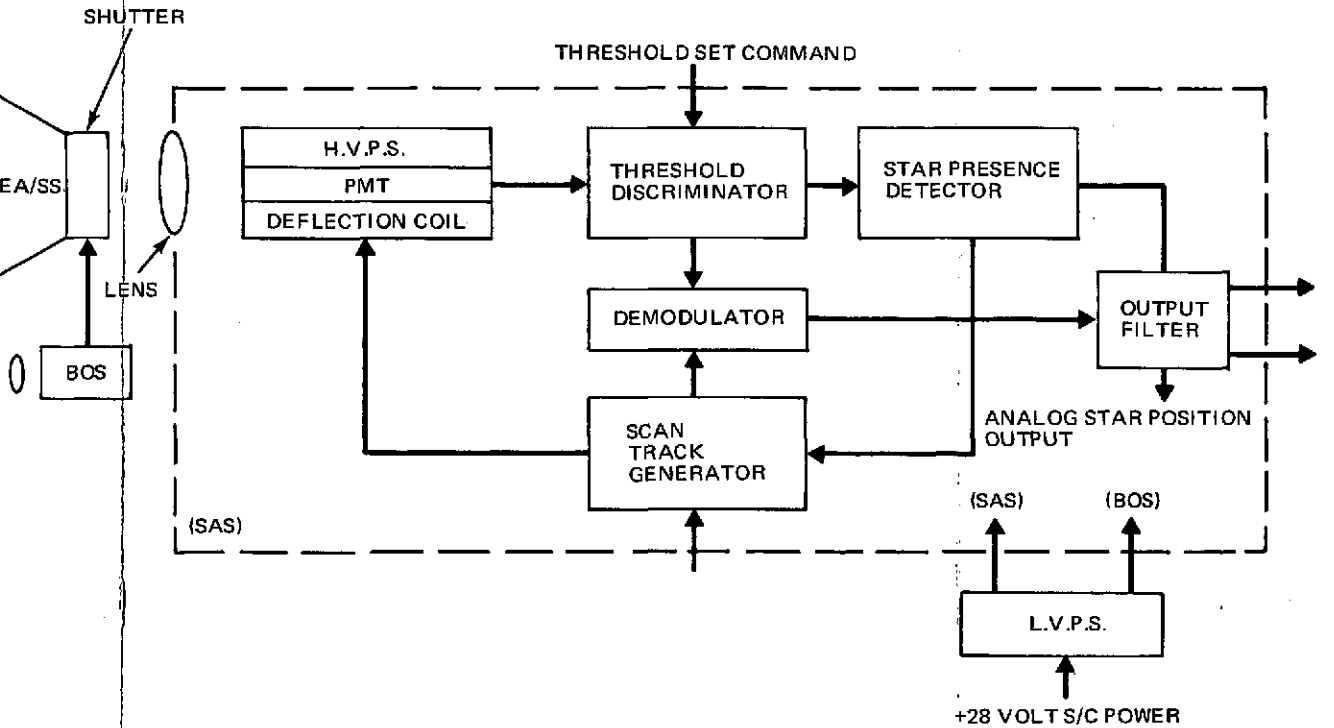 SHUTTER
THRESHOLD SET COMMAND
H.V.P.S.
PMT
DEFLECTION COIL
THRESHOLD
DISCRIMINATOR
STAR PRESENCE
DETECTOR
EA/SS
LENS
DEMODULATOR
OUTPUT
FILTER
BOS
SCAN
TRACK
GENERATOR
ANALOG STAR POSITION
OUTPUT
(SAS)
(SAS)
(BOS)
L.V.P.S.
+28 VOLT S/C POWER